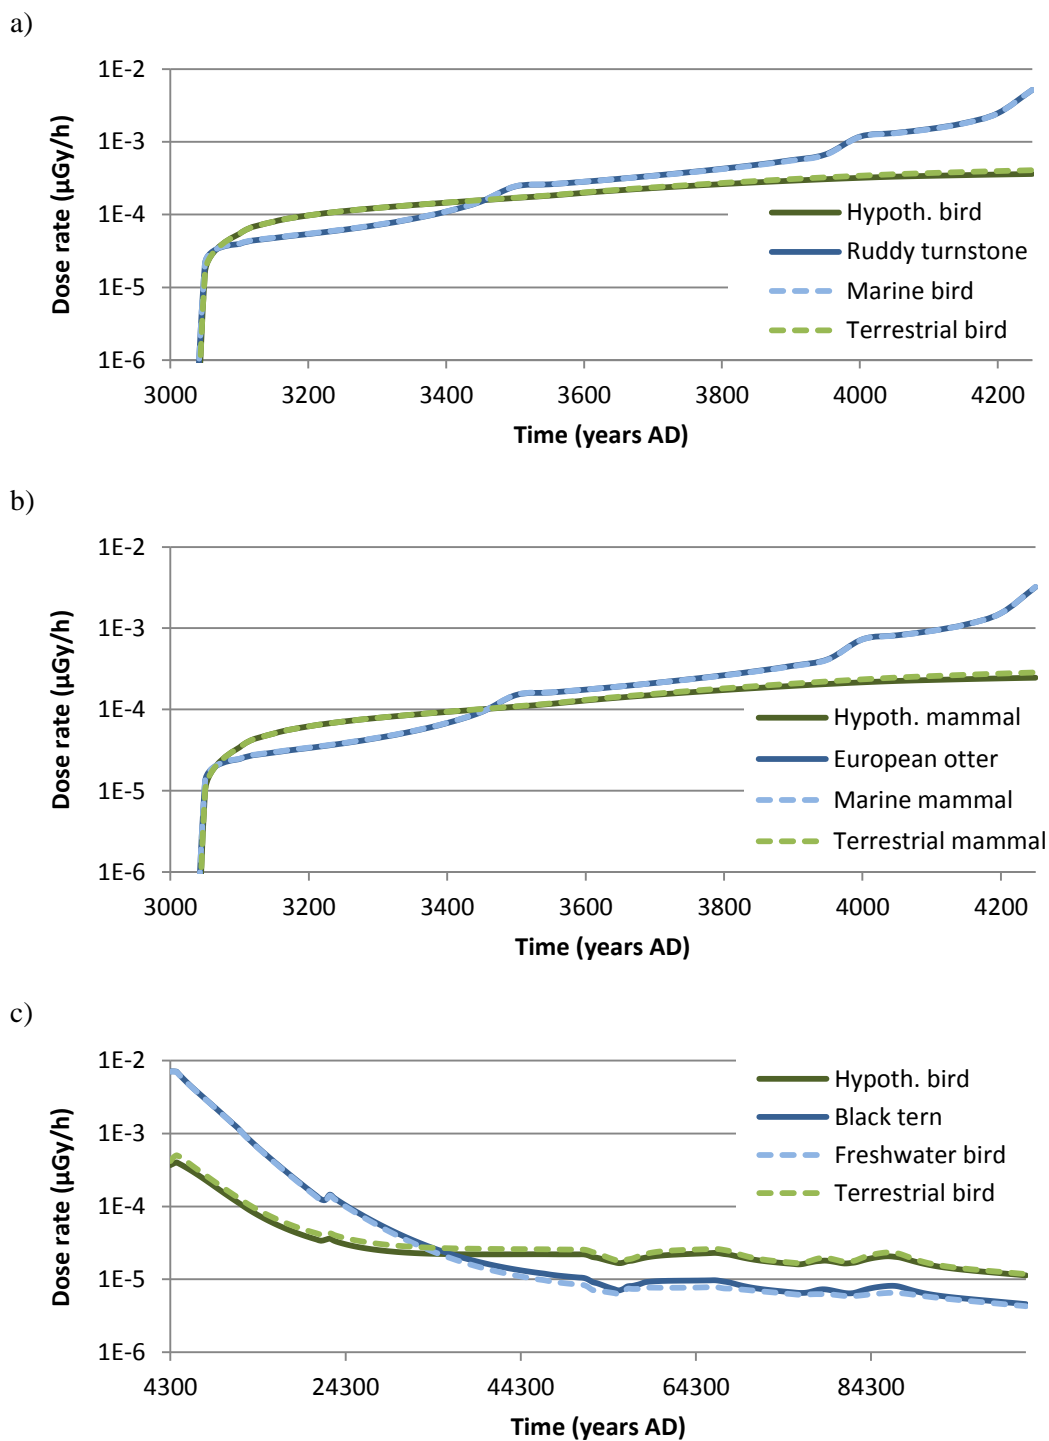 a)
1E-2
1E-3
1E-4
1E-5
1E-6
Dose rate (μGy/h)
Hypoth. bird
Ruddy turnstone
Marine bird
Terrestrial bird
3000 3200 3400 3600 3800 4000 4200
Time (years AD)
b)
1E-2
1E-3
1E-4
1E-5
1E-6
Dose rate (μGy/h)
Hypoth. mammal
European otter
Marine mammal
Terrestrial mammal
3000 3200 3400 3600 3800 4000 4200
Time (years AD)
c)
1E-2
1E-3
1E-4
1E-5
1E-6
Dose rate (μGy/h)
Hypoth. bird
Black tern
Freshwater bird
Terrestrial bird
4300 24300 44300 64300 84300
Time (years AD)